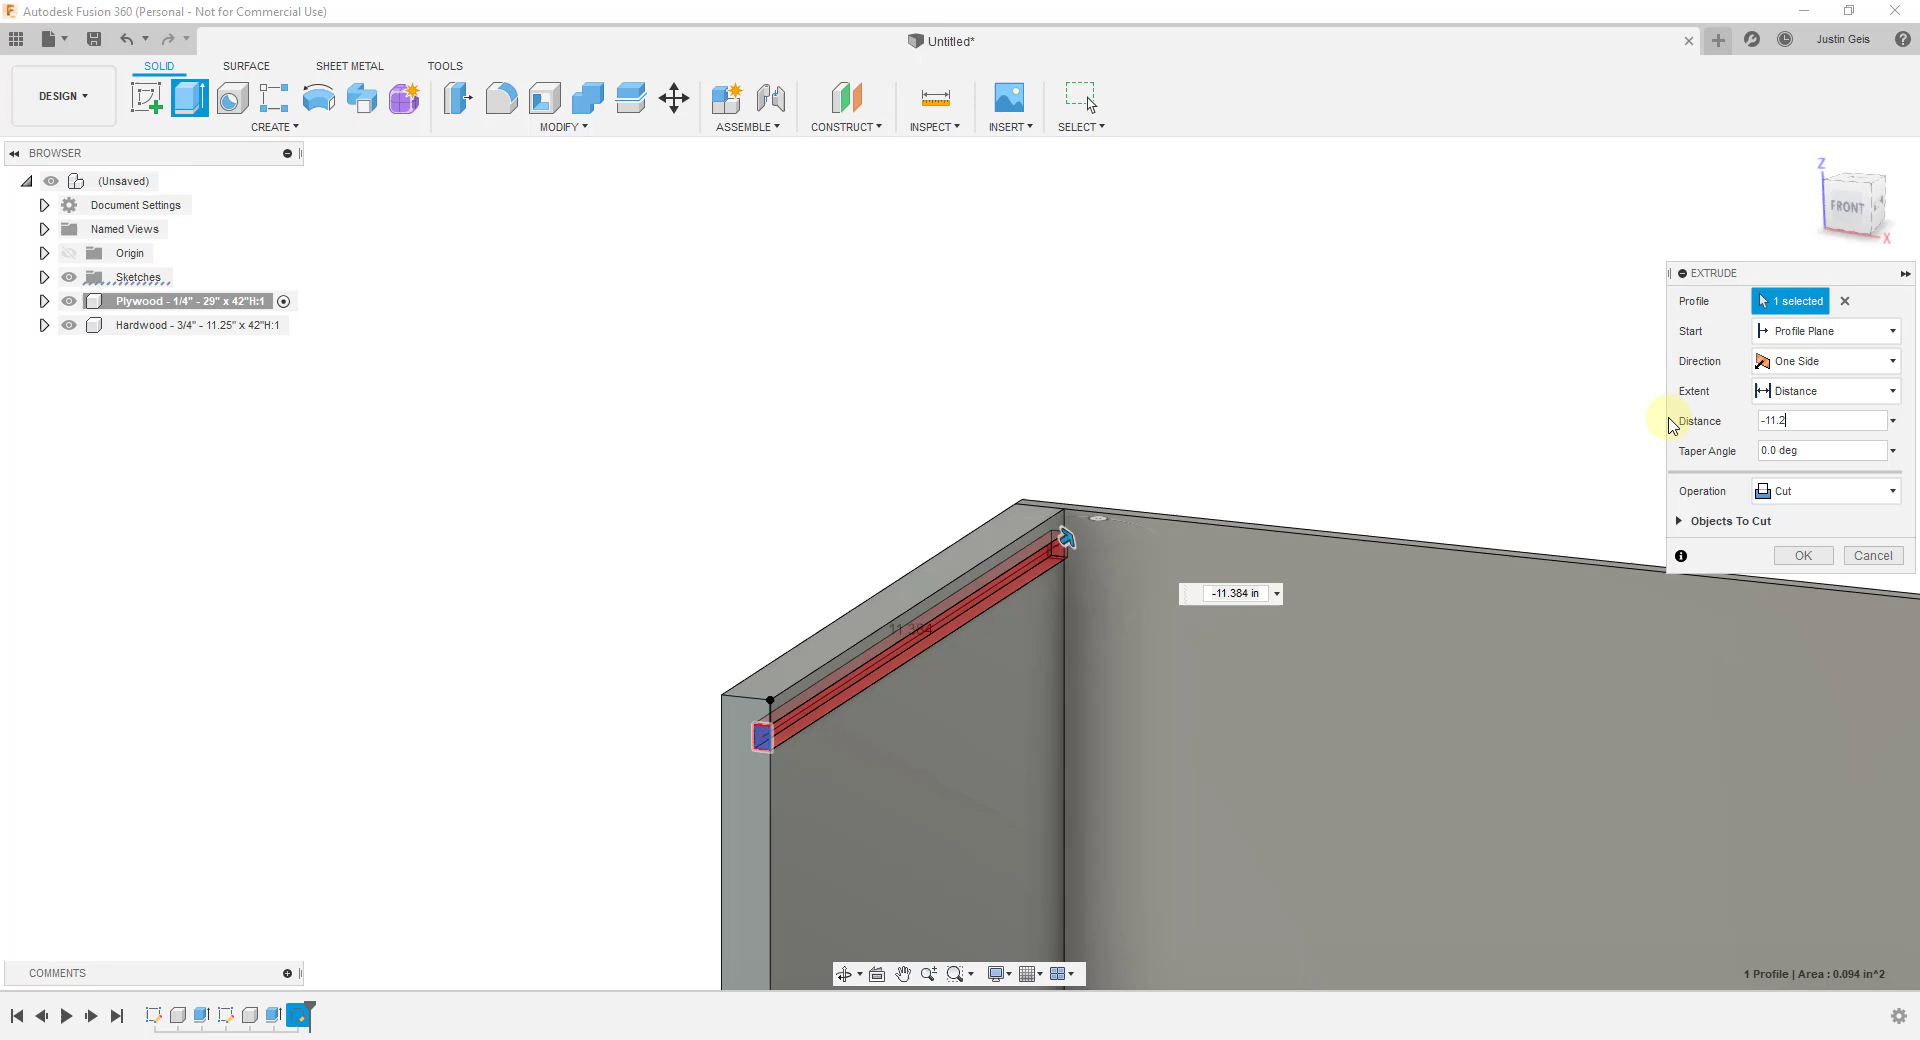 Autodesk Fusion 360 (Personal - Not for Commercial Use)
Untitled*
Justin Geis
DESIGN
SOLID
SURFACE
SHEET METAL
TOOLS
CREATE
MODIFY
ASSEMBLE
CONSTRUCT
INSPECT
INSERT
SELECT
BROWSER
(Unsaved)
Document Settings
Named Views
Origin
Sketches
Plywood - 1/4" - 29" x 42"H:1
Hardwood - 3/4" - 11.25" x 42"H:1
Z
FRONT
X
EXTRUDE
Profile 1 selected
Start Profile Plane
Direction One Side
Extent Distance
Distance -11.2
Taper Angle 0.0 deg
Operation Cut
Objects To Cut
OK Cancel
-11.384 in
11.384
COMMENTS
1 Profile | Area : 0.094 in^2